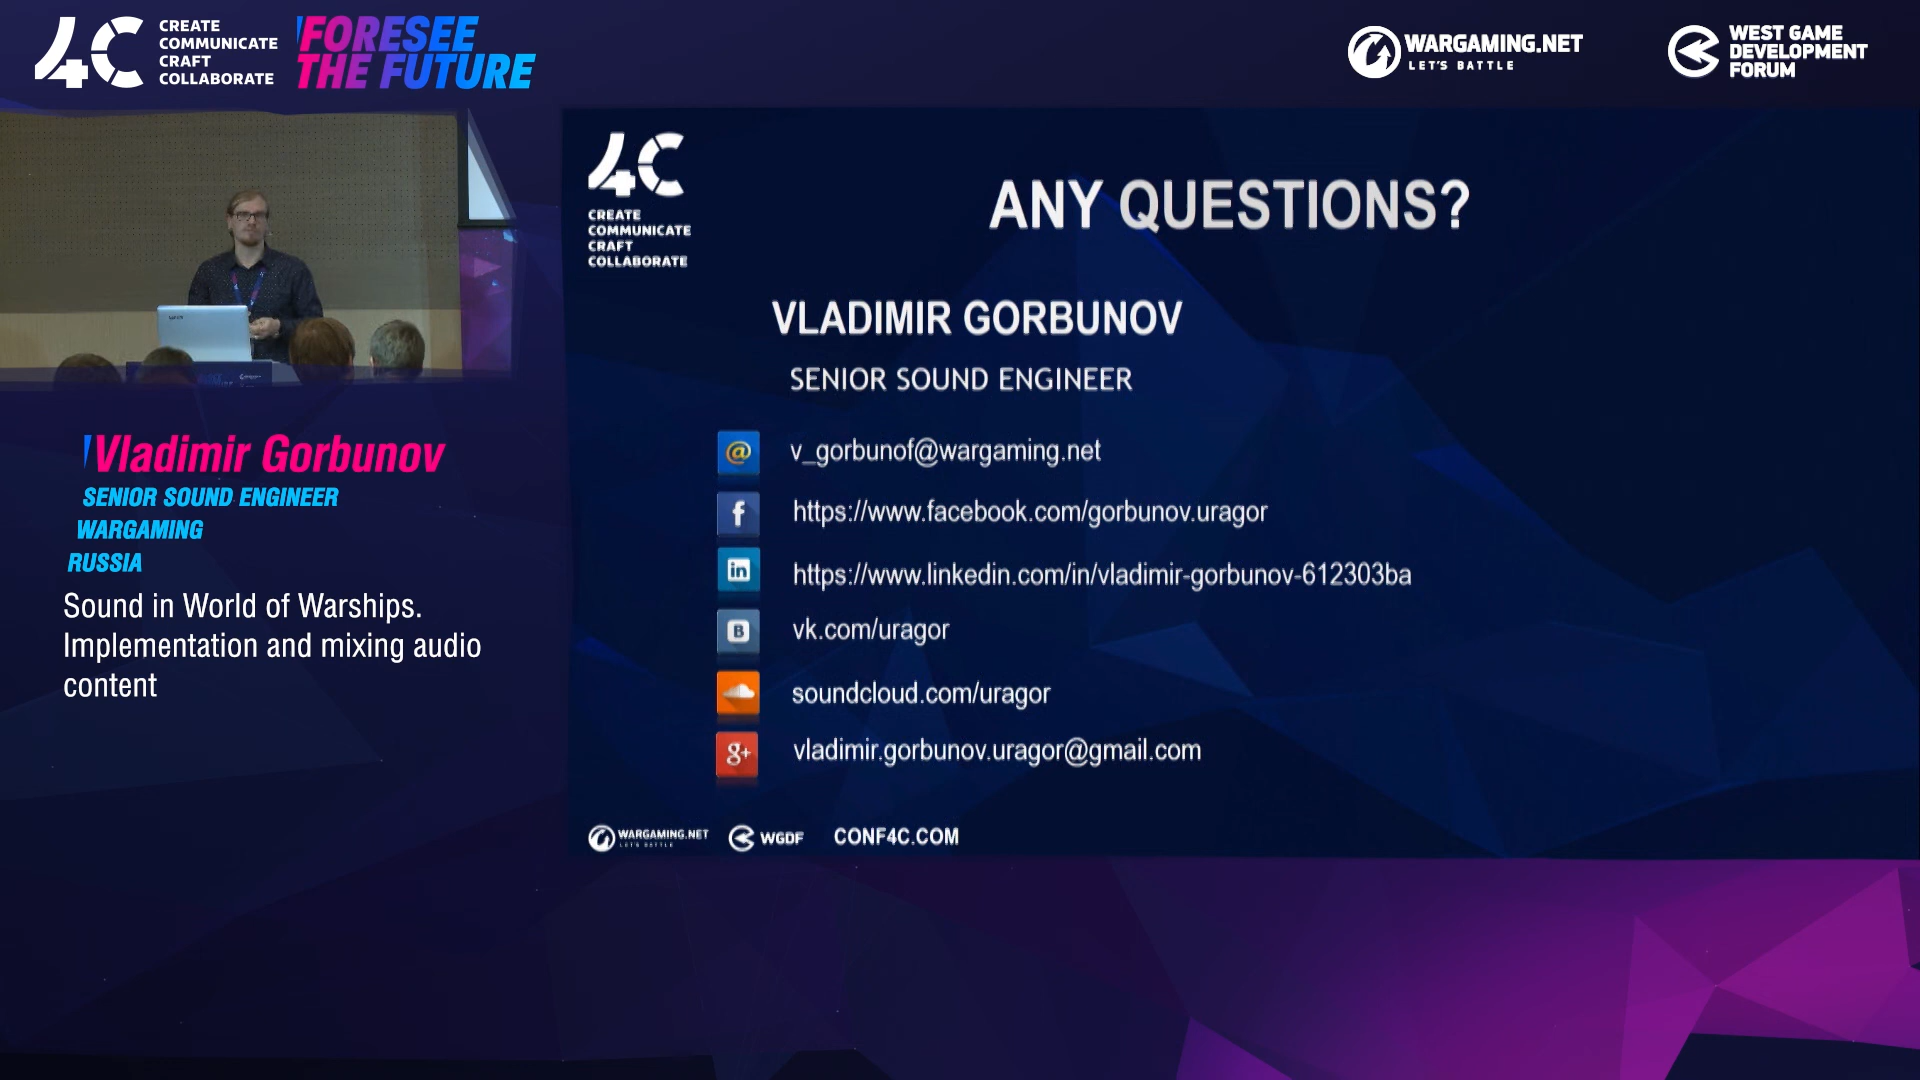 4C
CREATE
COMMUNICATE
CRAFT
COLLABORATE
FORESEE
THE FUTURE
WARGAMING.NET
LET'S BATTLE
WEST GAME
DEVELOPMENT
FORUM
Vladimir Gorbunov
SENIOR SOUND ENGINEER
WARGAMING
RUSSIA
Sound in World of Warships.
Implementation and mixing audio
content
4C
CREATE
COMMUNICATE
CRAFT
COLLABORATE
ANY QUESTIONS?
VLADIMIR GORBUNOV
SENIOR SOUND ENGINEER
@ v_gorbunof@wargaming.net
f https://www.facebook.com/gorbunov.uragor
in https://www.linkedin.com/in/vladimir-gorbunov-612303ba
B vk.com/uragor
soundcloud.com/uragor
g+ vladimir.gorbunov.uragor@gmail.com
WARGAMING.NET
LET'S BATTLE
WGDF
CONF4C.COM